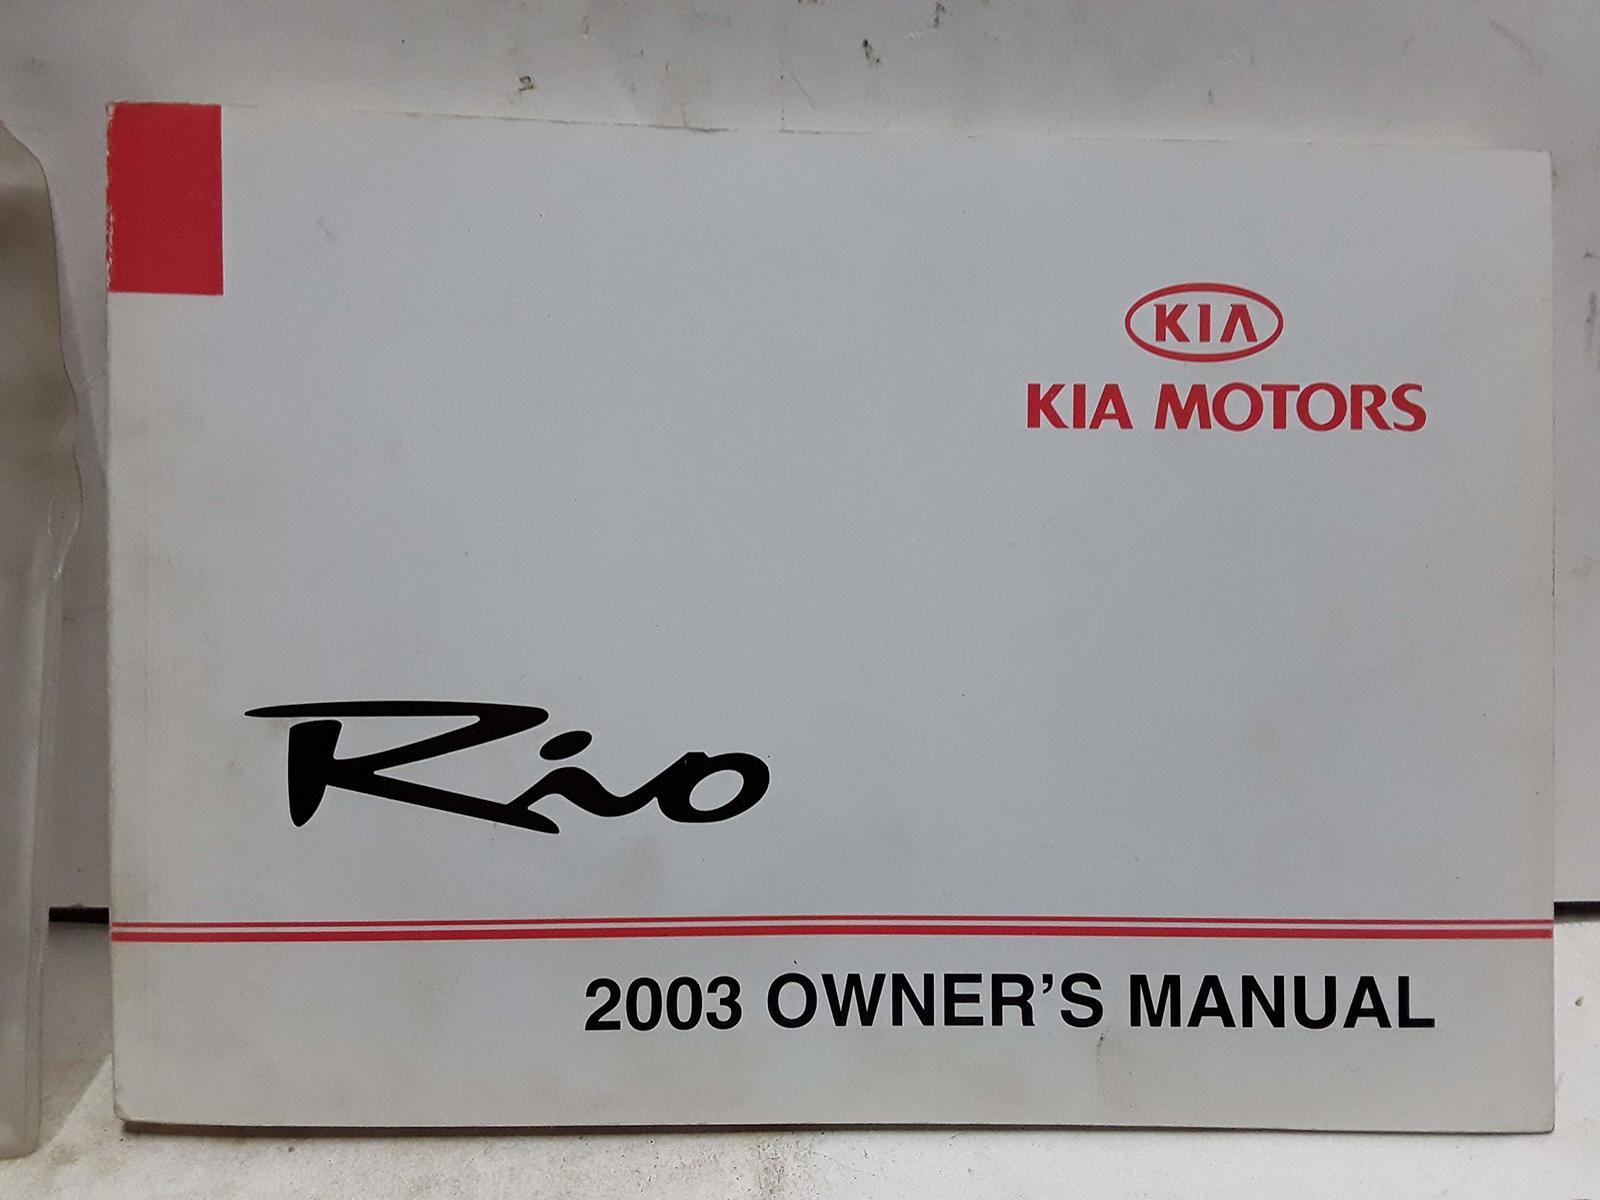 KIA
KIA MOTORS
Rio
2003 OWNER'S MANUAL